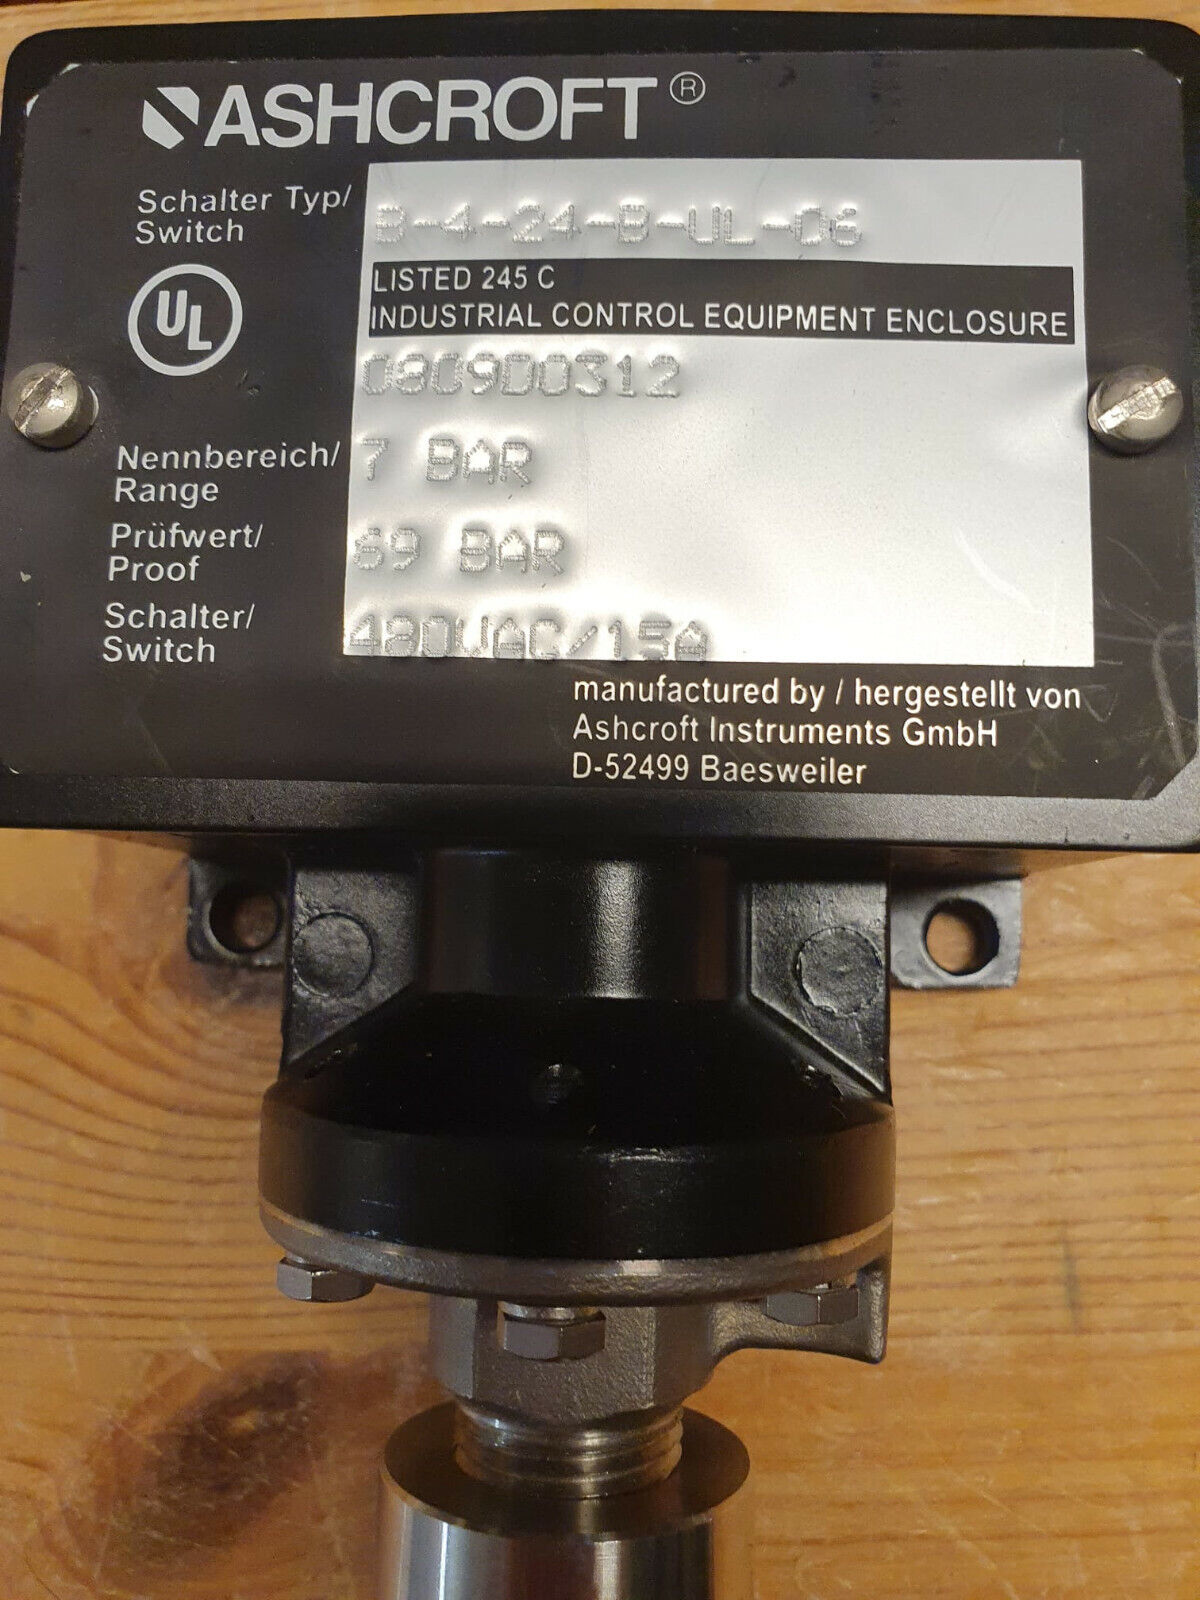 ASHCROFT®
Schalter Typ/
Switch
B-4-24-B-UL-06
UL
LISTED 245 C
INDUSTRIAL CONTROL EQUIPMENT ENCLOSURE
0809D0312
Nennbereich/
Range
7 BAR
Prüfwert/
Proof
69 BAR
Schalter/
Switch
480VAC/15A
manufactured by / hergestellt von
Ashcroft Instruments GmbH
D-52499 Baesweiler